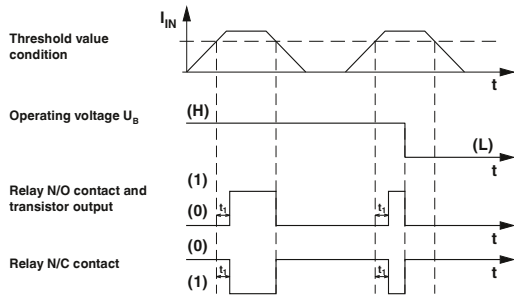 I_IN
Threshold value
condition
t
Operating voltage U_B
(H)
(L)
t
(1)
Relay N/O contact and
transistor output
(0)
t₁
t₁
t
(0)
Relay N/C contact
t
(1)
t₁
t₁